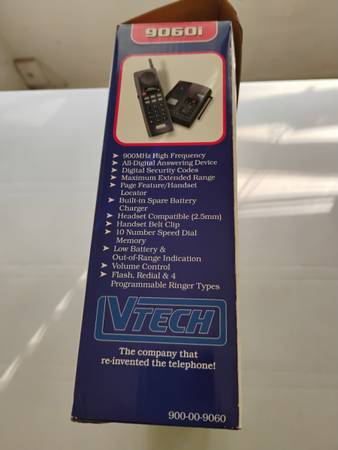 9060i
➤ 900MHz High Frequency
➤ All-Digital Answering Device
➤ Digital Security Codes
➤ Maximum Extended Range
➤ Page Feature/Handset
Locator
➤ Built-in Spare Battery
Charger
➤ Headset Compatible (2.5mm)
➤ Handset Belt Clip
➤ 10 Number Speed Dial
Memory
➤ Low Battery &
Out-of-Range Indication
➤ Volume Control
➤ Flash, Redial & 4
Programmable Ringer Types
VTECH
The company that
re-invented the telephone!
900-00-9060